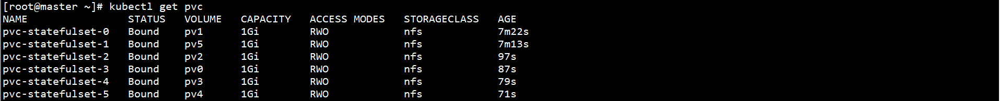 [root@master ~]# kubectl get pvc
NAME                STATUS   VOLUME   CAPACITY   ACCESS MODES   STORAGECLASS   AGE
pvc-statefulset-0   Bound    pv1      1Gi        RWO            nfs            7m22s
pvc-statefulset-1   Bound    pv5      1Gi        RWO            nfs            7m13s
pvc-statefulset-2   Bound    pv2      1Gi        RWO            nfs            97s
pvc-statefulset-3   Bound    pv0      1Gi        RWO            nfs            87s
pvc-statefulset-4   Bound    pv3      1Gi        RWO            nfs            79s
pvc-statefulset-5   Bound    pv4      1Gi        RWO            nfs            71s